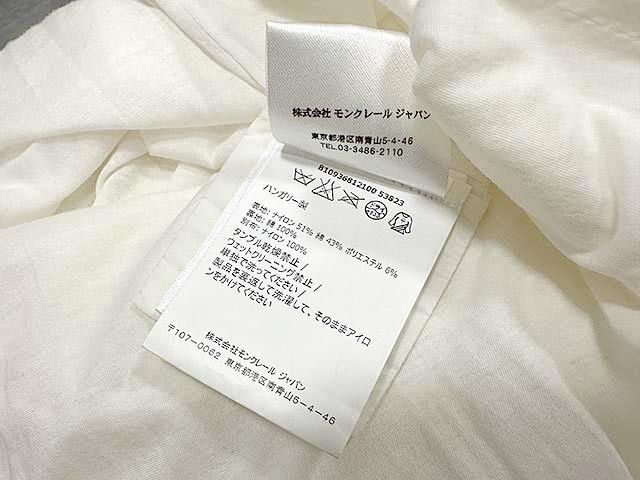 株式会社 モンクレール ジャパン
東京都港区南青山5-4-46
TEL.03-3486-2110
B10936812100 53823
ハンガリー製
表地: ナイロン 51% 綿 43% ポリエステル 6%
裏地: 綿 100%
別布: ナイロン 100%
タンブル乾燥禁止 /
ウェットクリーニング禁止 /
単独で洗ってください /
製品を裏返して洗濯して、そのままアイロ
ンをかけてください
株式会社モンクレール ジャパン
〒107-0062 東京都港区南青山5-4-46